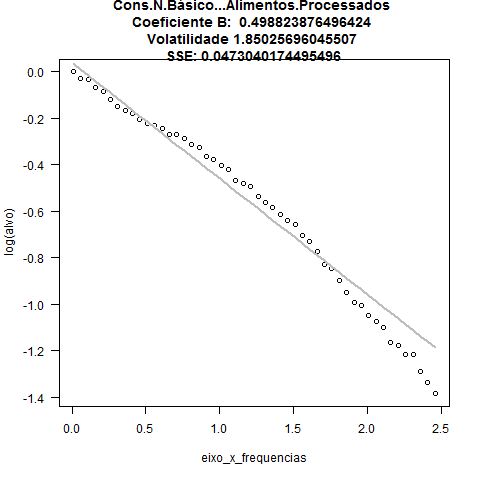 Cons.N.Básico...Alimentos.Processados
Coeficiente B:  0.498823876496424
Volatilidade 1.85025696045507
SSE: 0.0473040174495496
0.0
-0.2
-0.4
-0.6
-0.8
-1.0
-1.2
-1.4
log(alvo)
0.0 0.5 1.0 1.5 2.0 2.5
eixo_x_frequencias